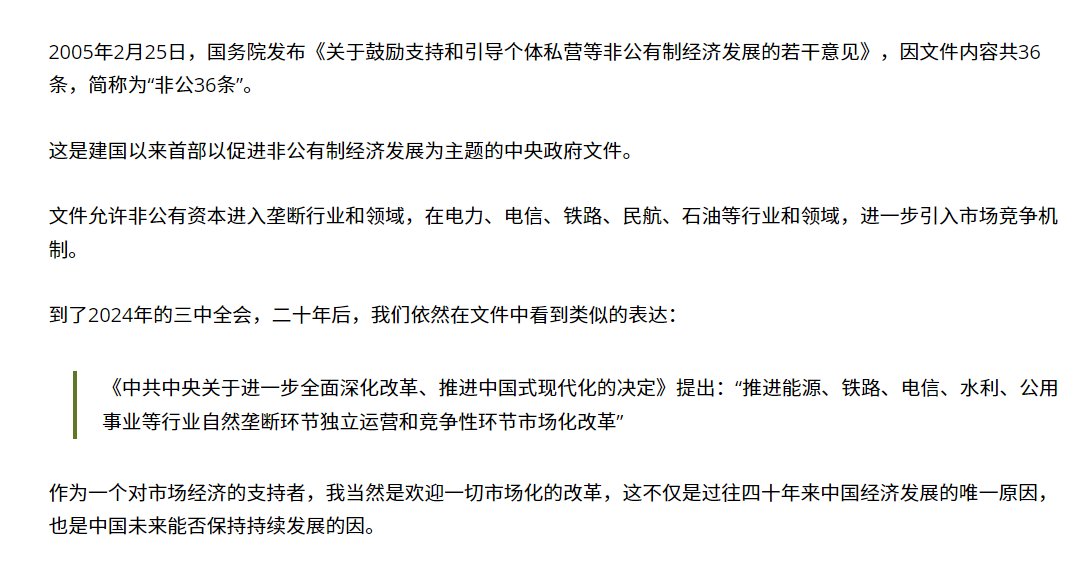 2005年2月25日，国务院发布《关于鼓励支持和引导个体私营等非公有制经济发展的若干意见》，因文件内容共36
条，简称为“非公36条”。
这是建国以来首部以促进非公有制经济发展为主题的中央政府文件。
文件允许非公有资本进入垄断行业和领域，在电力、电信、铁路、民航、石油等行业和领域，进一步引入市场竞争机
制。
到了2024年的三中全会，二十年后，我们依然在文件中看到类似的表达：
《中共中央关于进一步全面深化改革、推进中国式现代化的决定》提出：“推进能源、铁路、电信、水利、公用
事业等行业自然垄断环节独立运营和竞争性环节市场化改革”
作为一个对市场经济的支持者，我当然是欢迎一切市场化的改革，这不仅是过往四十年来中国经济发展的唯一原因，
也是中国未来能否保持持续发展的因。